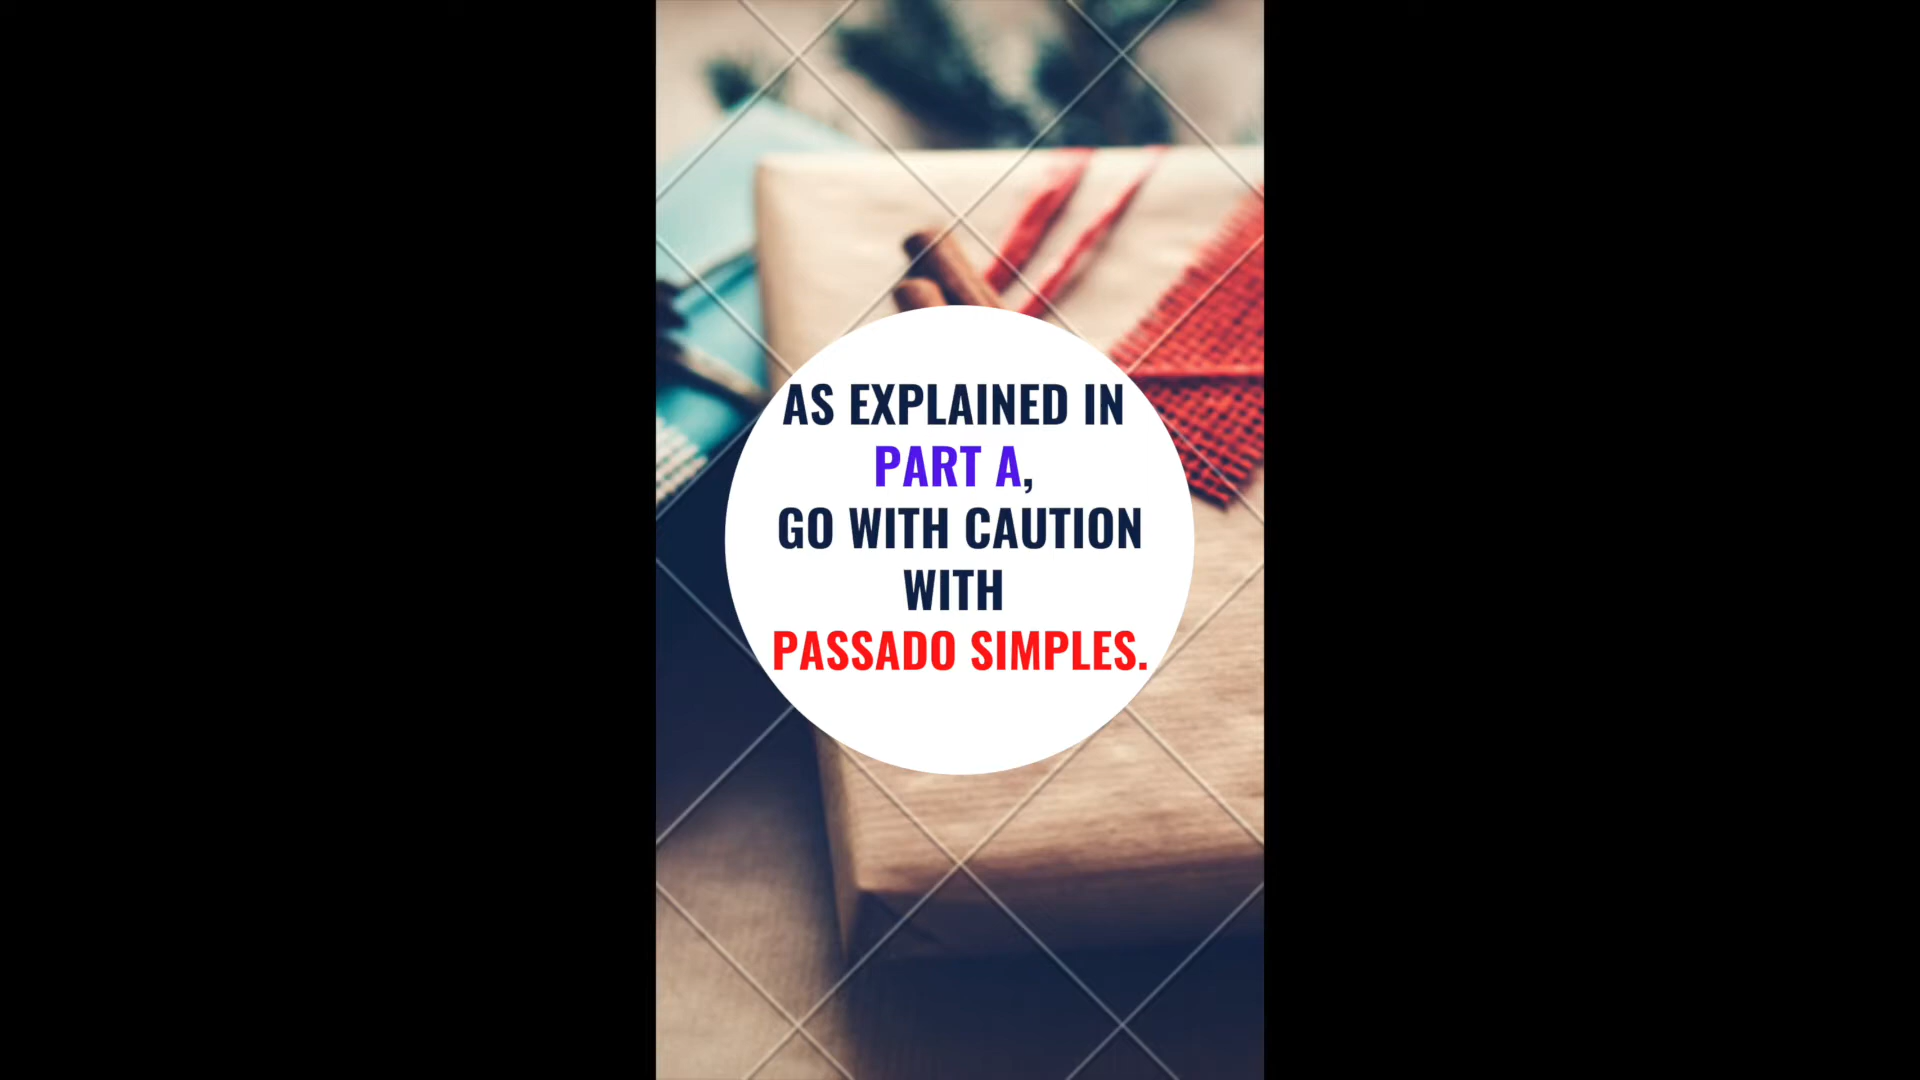 AS EXPLAINED IN
PART A,
GO WITH CAUTION
WITH
PASSADO SIMPLES.